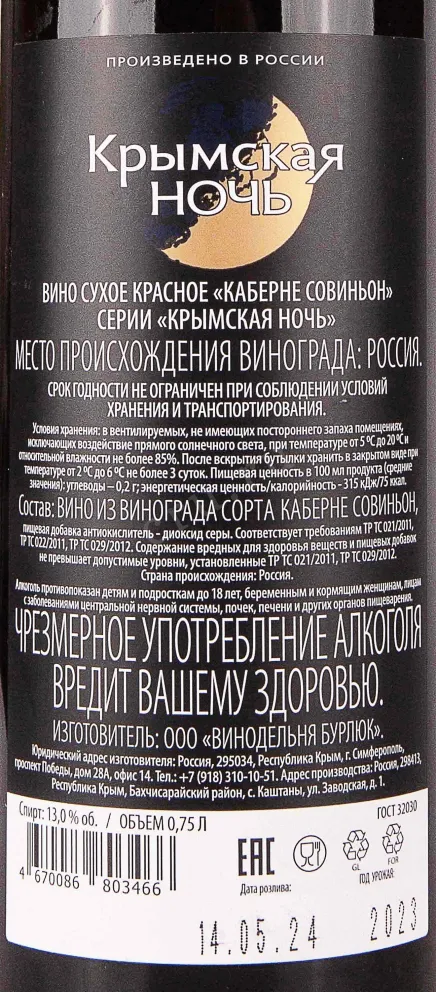 ПРОИЗВЕДЕНО В РОССИИ
Крымская
НОЧЬ
ВИНО СУХОЕ КРАСНОЕ «КАБЕРНЕ СОВИНЬОН»
СЕРИИ «КРЫМСКАЯ НОЧЬ»
МЕСТО ПРОИСХОЖДЕНИЯ ВИНОГРАДА: РОССИЯ.
СРОК ГОДНОСТИ НЕ ОГРАНИЧЕН ПРИ СОБЛЮДЕНИИ УСЛОВИЙ
ХРАНЕНИЯ И ТРАНСПОРТИРОВАНИЯ.
Условия хранения: в вентилируемых, не имеющих постороннего запаха помещениях,
исключающих воздействие прямого солнечного света, при температуре от 5 ºС до 20 ºС и
относительной влажности не более 85%. После вскрытия бутылки хранить в закрытом виде при
температуре от 2 ºС до 6 ºС не более 3 суток. Пищевая ценность в 100 мл продукта (средние
значения): углеводы – 0,2 г; энергетическая ценность/калорийность - 315 кДж/75 ккал.
Состав: ВИНО ИЗ ВИНОГРАДА СОРТА КАБЕРНЕ СОВИНЬОН,
пищевая добавка антиокислитель - диоксид серы. Соответствует требованиям ТР ТС 021/2011,
ТР ТС 022/2011, ТР ТС 029/2012. Содержание вредных для здоровья веществ и пищевых добавок
не превышает допустимые уровни, установленные ТР ТС 021/2011, ТР ТС 029/2012.
Страна происхождения: Россия.
Алкоголь противопоказан детям и подросткам до 18 лет, беременным и кормящим женщинам, лицам
с заболеваниями центральной нервной системы, почек, печени и других органов пищеварения.
ЧРЕЗМЕРНОЕ УПОТРЕБЛЕНИЕ АЛКОГОЛЯ
ВРЕДИТ ВАШЕМУ ЗДОРОВЬЮ.
ИЗГОТОВИТЕЛЬ: ООО «ВИНОДЕЛЬНЯ БУРЛЮК».
Юридический адрес изготовителя: Россия, 295034, Республика Крым, г. Симферополь,
проспект Победы, дом 28А, офис 14. Тел.: +7 (918) 310-10-51. Адрес производства: Россия, 298413,
Республика Крым, Бахчисарайский район, с. Каштаны, ул. Заводская, д. 1.
Спирт: 13,0 % об. / ОБЪЕМ 0,75 Л
ГОСТ 32030
EAC
GL
FOR
4 670086 803466
Дата розлива:
ГОД УРОЖАЯ:
14.05.24
2023